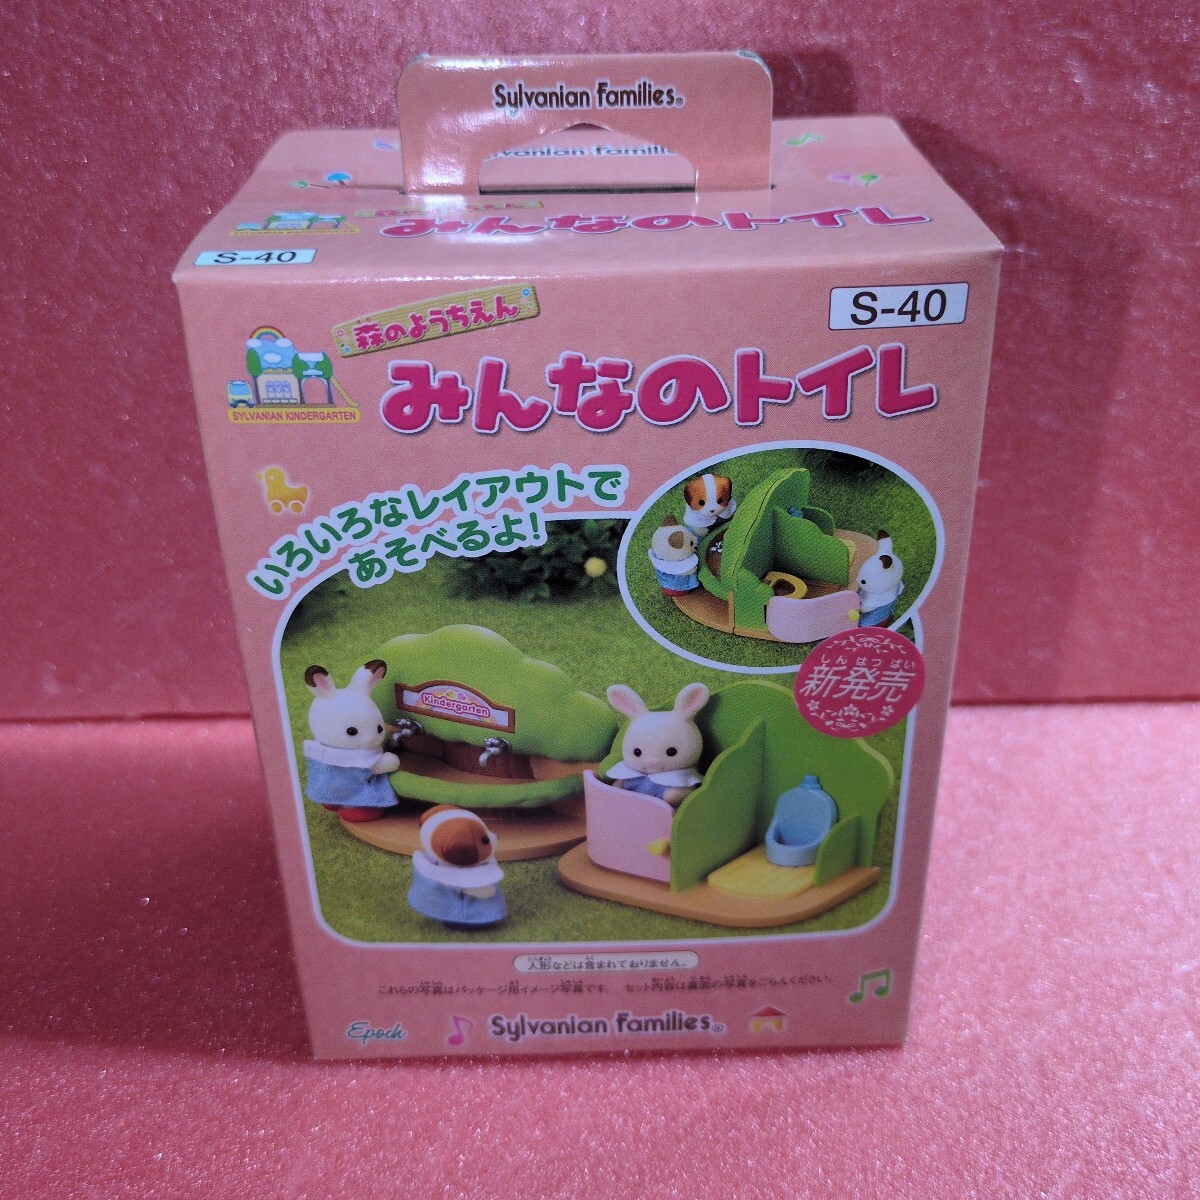 Sylvanian Families®
Sylvanian Families
みんなのトイレ
S-40
S-40
森のようちえん
SYLVANIAN KINDERGARTEN
みんなのトイレ
いろいろなレイアウトで
あそべるよ!
しんはつばい
新発売
Kindergarten
人形などは含まれておりません。
これらの写真はパッケージ用イメージ写真です。 セット内容は裏面の写真をごらんください。
Epoch
Sylvanian Families®